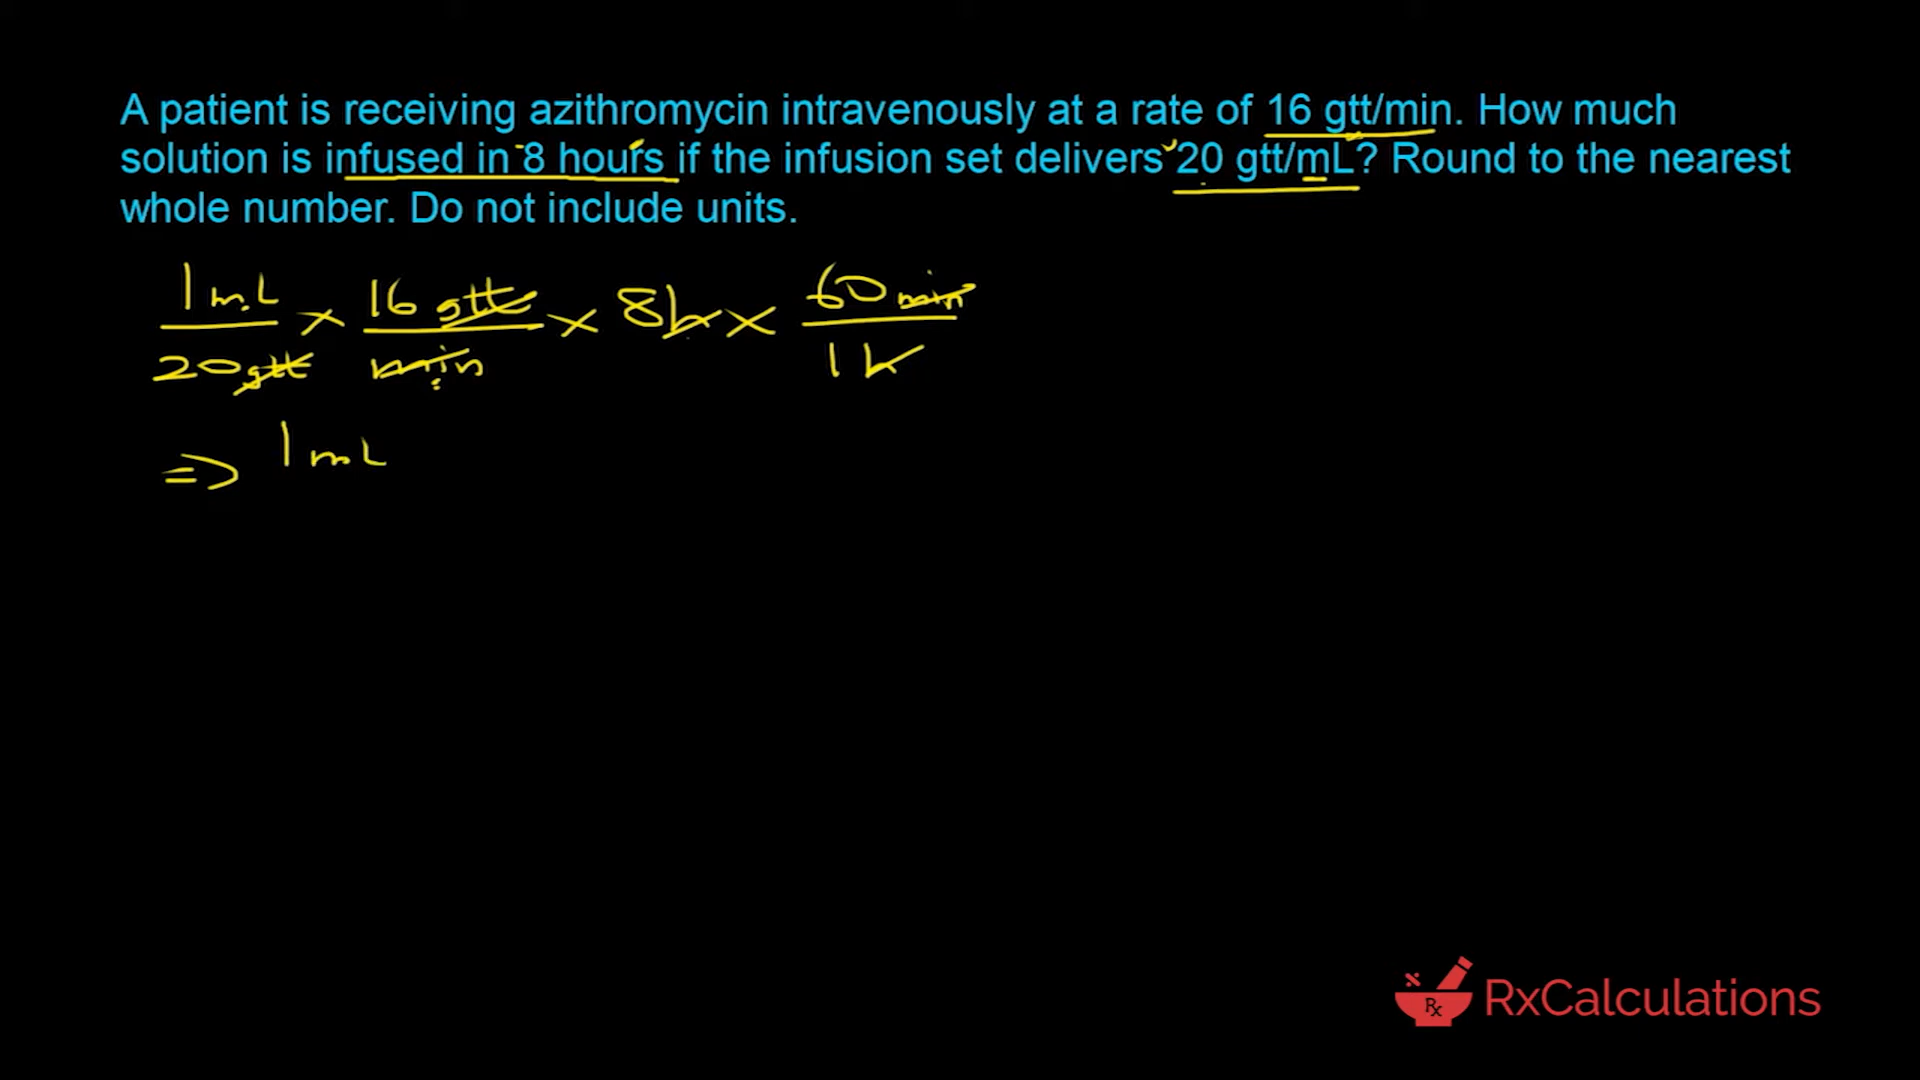 A patient is receiving azithromycin intravenously at a rate of 16 gtt/min. How much
solution is infused in 8 hours if the infusion set delivers 20 gtt/mL? Round to the nearest
whole number. Do not include units.
1 mL / 20 gtt × 16 gtt / min × 8 h × 60 min / 1 h
=> 1 mL
Rx RxCalculations